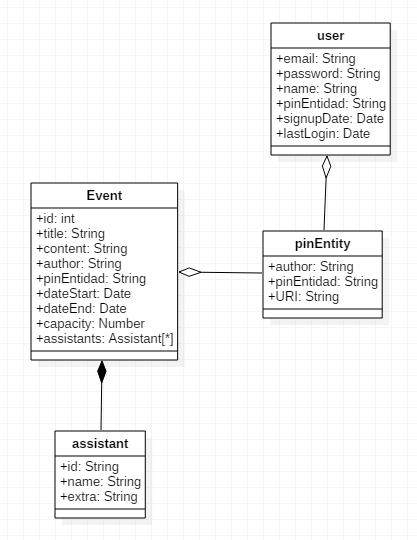 user
+email: String
+password: String
+name: String
+pinEntidad: String
+signupDate: Date
+lastLogin: Date
Event
+id: int
+title: String
+content: String
+author: String
+pinEntidad: String
+dateStart: Date
+dateEnd: Date
+capacity: Number
+assistants: Assistant[*]
pinEntity
+author: String
+pinEntidad: String
+URI: String
assistant
+id: String
+name: String
+extra: String